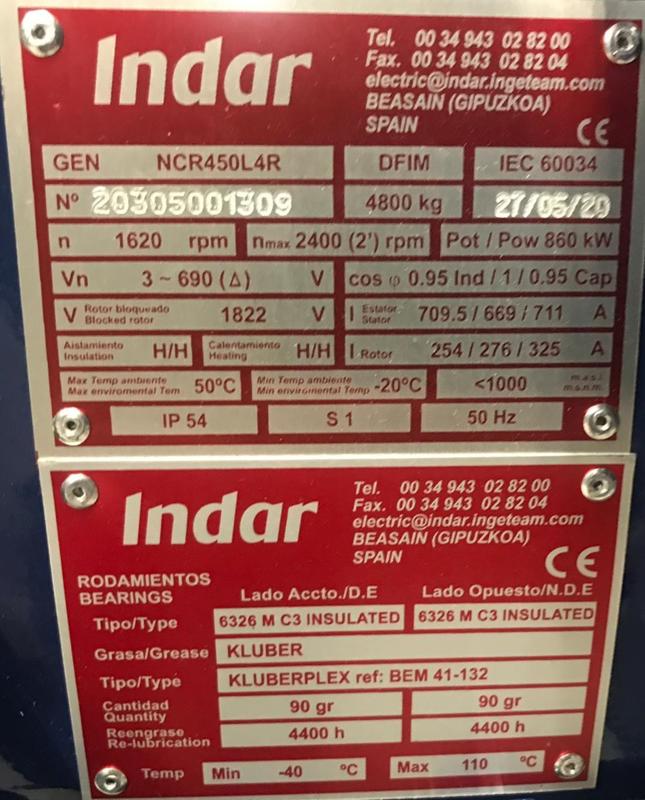 Indar
Tel. 00 34 943 02 82 00
Fax. 00 34 943 02 82 04
electric@indar.ingeteam.com
BEASAIN (GIPUZKOA)
SPAIN
CE
GEN NCR450L4R DFIM IEC 60034
Nº 20305001309 4800 kg 27/05/20
n 1620 rpm nmax 2400 (2') rpm Pot / Pow 860 kW
Vn 3 ~ 690 (Δ) V cos φ 0.95 Ind / 1 / 0.95 Cap
V Rotor bloqueado
Blocked rotor 1822 V I Estator
Stator 709.5 / 669 / 711 A
Aislamiento
Insulation H/H Calentamiento
Heating H/H I Rotor 254 / 276 / 325 A
Max Temp ambiente
Max enviromental Tem 50°C Min Temp ambiente
Min enviromental Temp -20°C <1000 m.a.s.l.
m.s.n.m.
IP 54 S 1 50 Hz
Indar
Tel. 00 34 943 02 82 00
Fax. 00 34 943 02 82 04
electric@indar.ingeteam.com
BEASAIN (GIPUZKOA)
SPAIN
CE
RODAMIENTOS
BEARINGS Lado Accto./D.E Lado Opuesto/N.D.E
Tipo/Type 6326 M C3 INSULATED 6326 M C3 INSULATED
Grasa/Grease KLUBER
Tipo/Type KLUBERPLEX ref: BEM 41-132
Cantidad
Quantity 90 gr 90 gr
Reengrase
Re-lubrication 4400 h 4400 h
Temp Min -40 °C Max 110 °C